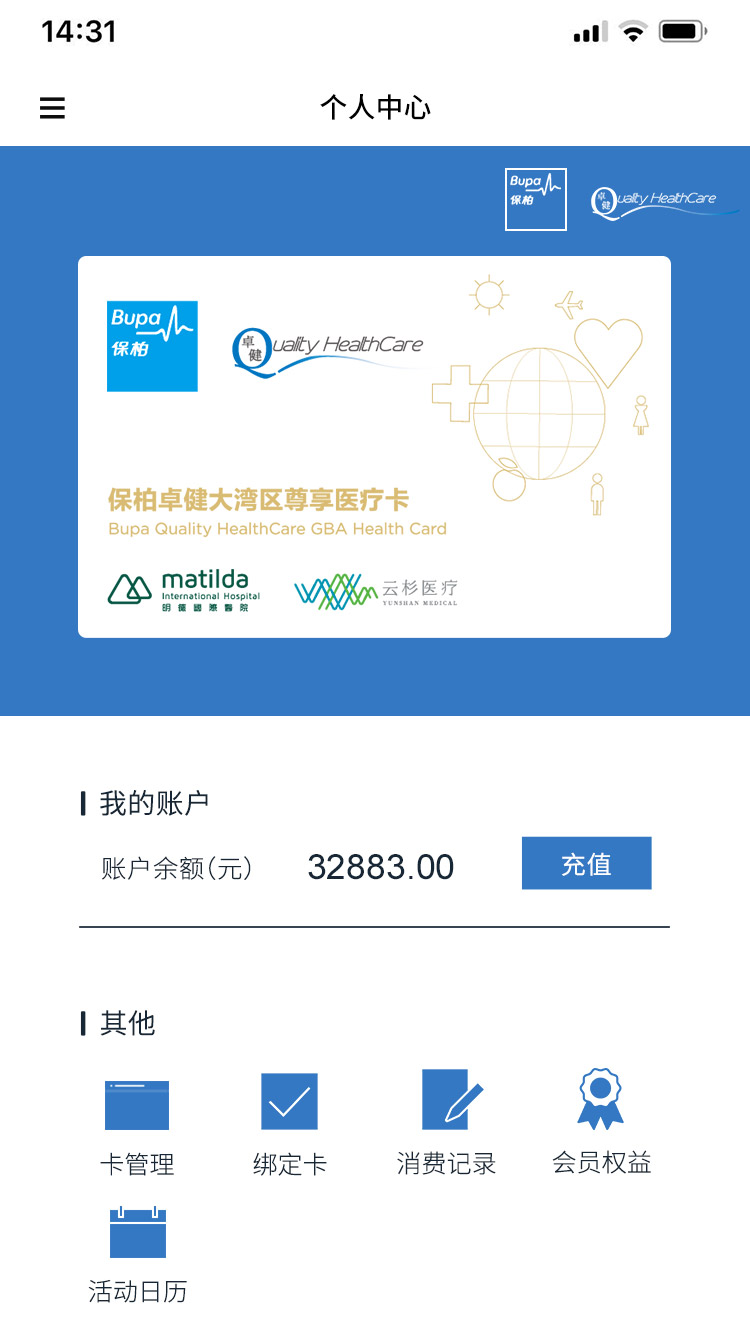 14:31
个人中心
Bupa
保柏
卓健 Quality HealthCare
Bupa
保柏
卓健 Quality HealthCare
保柏卓健大湾区尊享医疗卡
Bupa Quality HealthCare GBA Health Card
matilda
International Hospital
明德國際醫院
云杉医疗
YUNSHAN MEDICAL
我的账户
账户余额(元) 32883.00 充值
其他
卡管理 绑定卡 消费记录 会员权益
活动日历